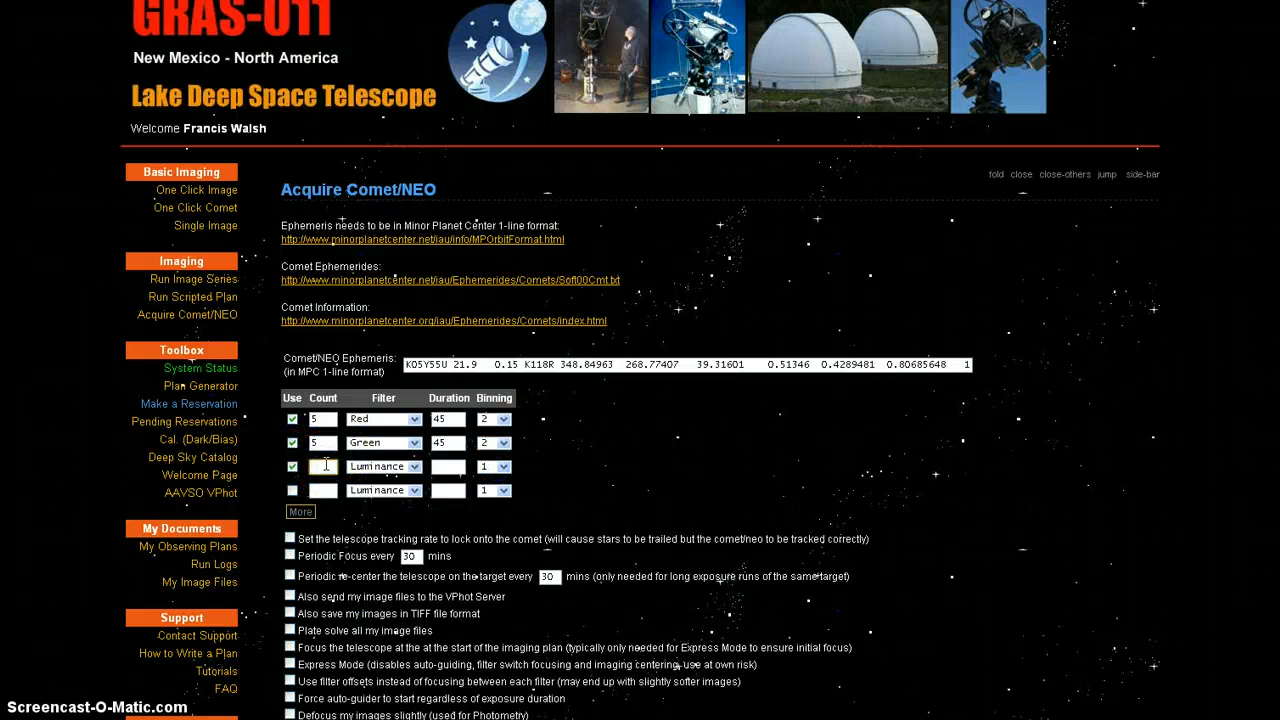 GRAS-011
New Mexico - North America
Lake Deep Space Telescope
Welcome Francis Walsh
Basic Imaging
One Click Image
One Click Comet
Single Image
Imaging
Run Image Series
Run Scripted Plan
Acquire Comet/NEO
Toolbox
System Status
Plan Generator
Make a Reservation
Pending Reservations
Cal. (Dark/Bias)
Deep Sky Catalog
Welcome Page
AAVSO VPhot
My Documents
My Observing Plans
Run Logs
My Image Files
Support
Contact Support
How to Write a Plan
Tutorials
FAQ
fold close close-others jump side-bar
Acquire Comet/NEO
Ephemeris needs to be in Minor Planet Center 1-line format:
http://www.minorplanetcenter.net/iau/info/MPOrbitFormat.html
Comet Ephemerides:
http://www.minorplanetcenter.net/iau/Ephemerides/Comets/Soft00Cmt.txt
Comet Information:
http://www.minorplanetcenter.org/iau/Ephemerides/Comets/index.html
Comet/NEO Ephemeris: K05Y55U 21.9 0.15 K118R 348.84963 268.77407 39.31601 0.51346 0.4289481 0.80685648 1
(in MPC 1-line format)
Use Count Filter Duration Binning
5 Red 45 2
5 Green 45 2
Luminance 1
Luminance 1
More
Set the telescope tracking rate to lock onto the comet (will cause stars to be trailed but the comet/neo to be tracked correctly)
Periodic Focus every 30 mins
Periodic re-center the telescope on the target every 30 mins (only needed for long exposure runs of the same target)
Also send my image files to the VPhot Server
Also save my images in TIFF file format
Plate solve all my image files
Focus the telescope at the at the start of the imaging plan (typically only needed for Express Mode to ensure initial focus)
Express Mode (disables auto-guiding, filter switch focusing and imaging centering, use at own risk)
Use filter offsets instead of focusing between each filter (may end up with slightly softer images)
Force auto-guider to start regardless of exposure duration
Defocus my images slightly (used for Photometry)
Screencast-O-Matic.com